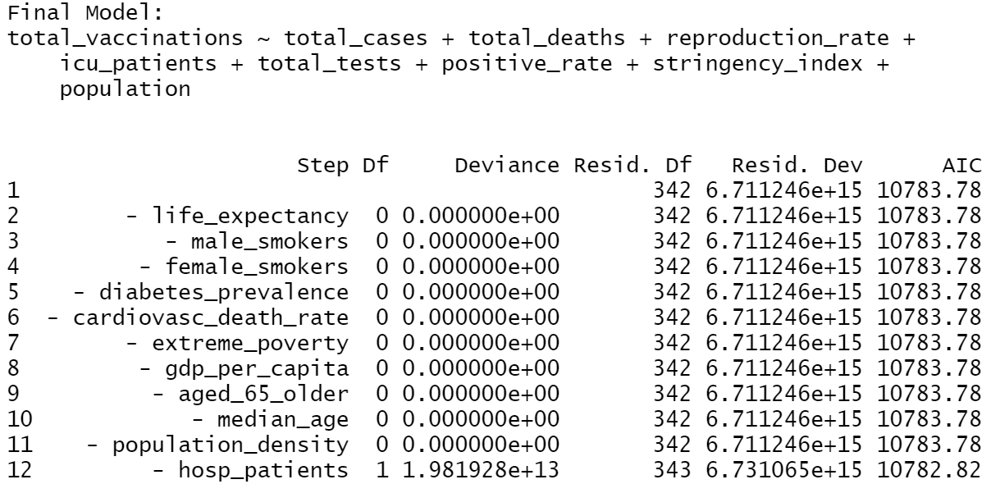 Final Model:
total_vaccinations ~ total_cases + total_deaths + reproduction_rate +
    icu_patients + total_tests + positive_rate + stringency_index +
    population
                      Step Df     Deviance Resid. Df   Resid. Dev      AIC
1                                                342 6.711246e+15 10783.78
2        - life_expectancy  0 0.000000e+00       342 6.711246e+15 10783.78
3           - male_smokers  0 0.000000e+00       342 6.711246e+15 10783.78
4         - female_smokers  0 0.000000e+00       342 6.711246e+15 10783.78
5    - diabetes_prevalence  0 0.000000e+00       342 6.711246e+15 10783.78
6  - cardiovasc_death_rate  0 0.000000e+00       342 6.711246e+15 10783.78
7        - extreme_poverty  0 0.000000e+00       342 6.711246e+15 10783.78
8         - gdp_per_capita  0 0.000000e+00       342 6.711246e+15 10783.78
9          - aged_65_older  0 0.000000e+00       342 6.711246e+15 10783.78
10            - median_age  0 0.000000e+00       342 6.711246e+15 10783.78
11    - population_density  0 0.000000e+00       342 6.711246e+15 10783.78
12         - hosp_patients  1 1.981928e+13       343 6.731065e+15 10782.82